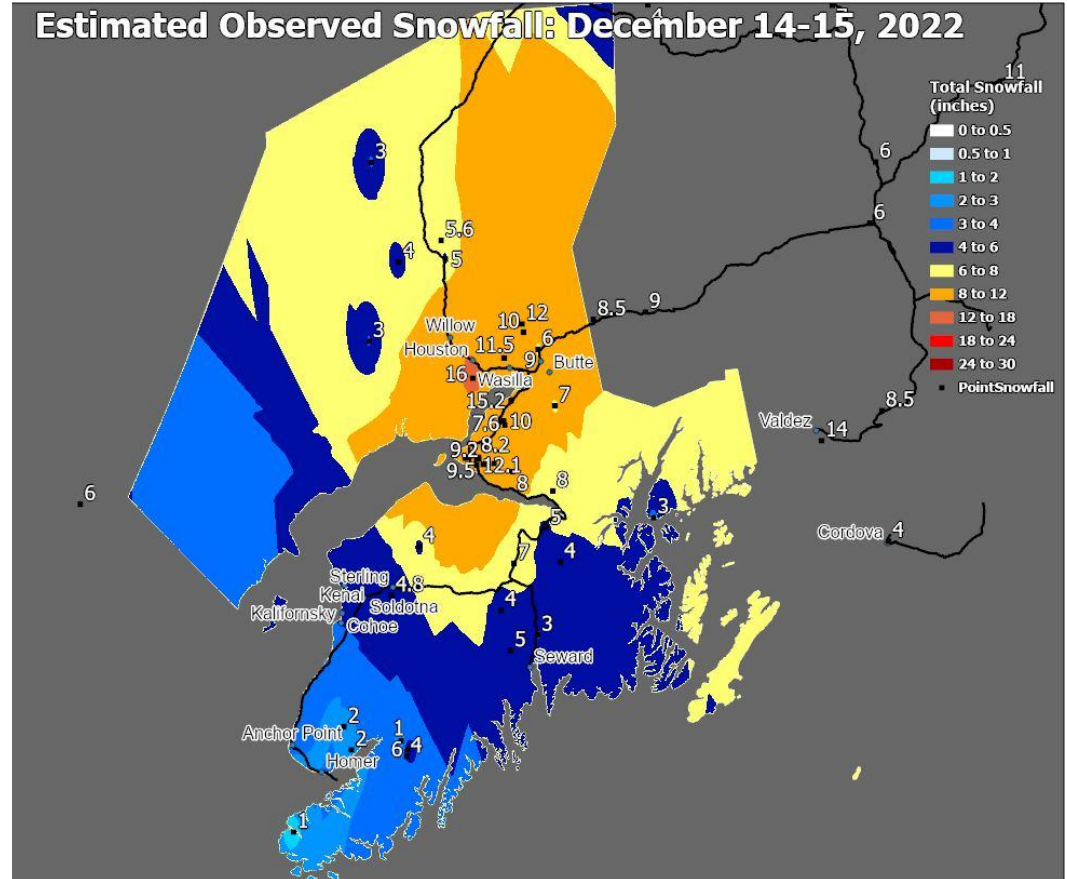 Estimated Observed Snowfall: December 14-15, 2022
11
Total Snowfall
(inches)
0 to 0.5
0.5 to 1
1 to 2
2 to 3
3 to 4
4 to 6
6 to 8
8 to 12
12 to 18
18 to 24
24 to 30
PointSnowfall
3
6
6
5.6
4
5
9
8.5
12
10
Willow
3
6
Houston
11.5
9
Butte
16
Wasilla
15.2
7
8.5
7.6
10
Valdez
14
8.2
9.2
9.5
12.1
8
8
6
3
5
4
7
4
Cordova
4
Sterling
4.8
Kenai
Soldotna
4
Kalifornsky
Cohoe
3
5
Seward
2
Anchor Point
1
2
6
4
Homer
1